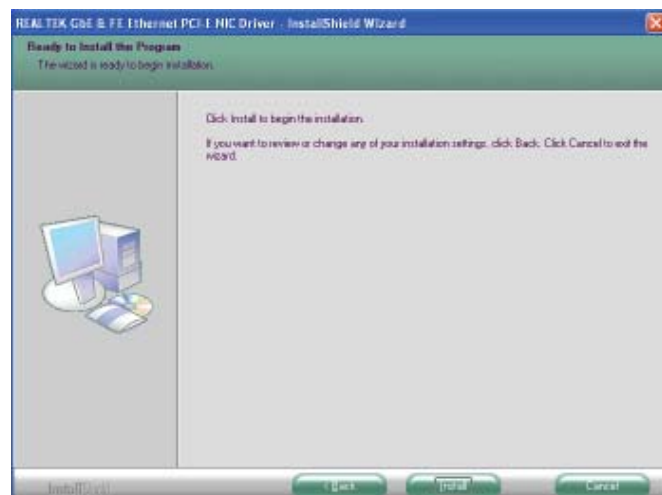 REALTEK GbE & FE Ethernet PCI-E NIC Driver - InstallShield Wizard
Ready to Install the Program
The wizard is ready to begin installation.
Click Install to begin the installation.
If you want to review or change any of your installation settings, click Back. Click Cancel to exit the
wizard.
InstallShield
< Back
Install
Cancel